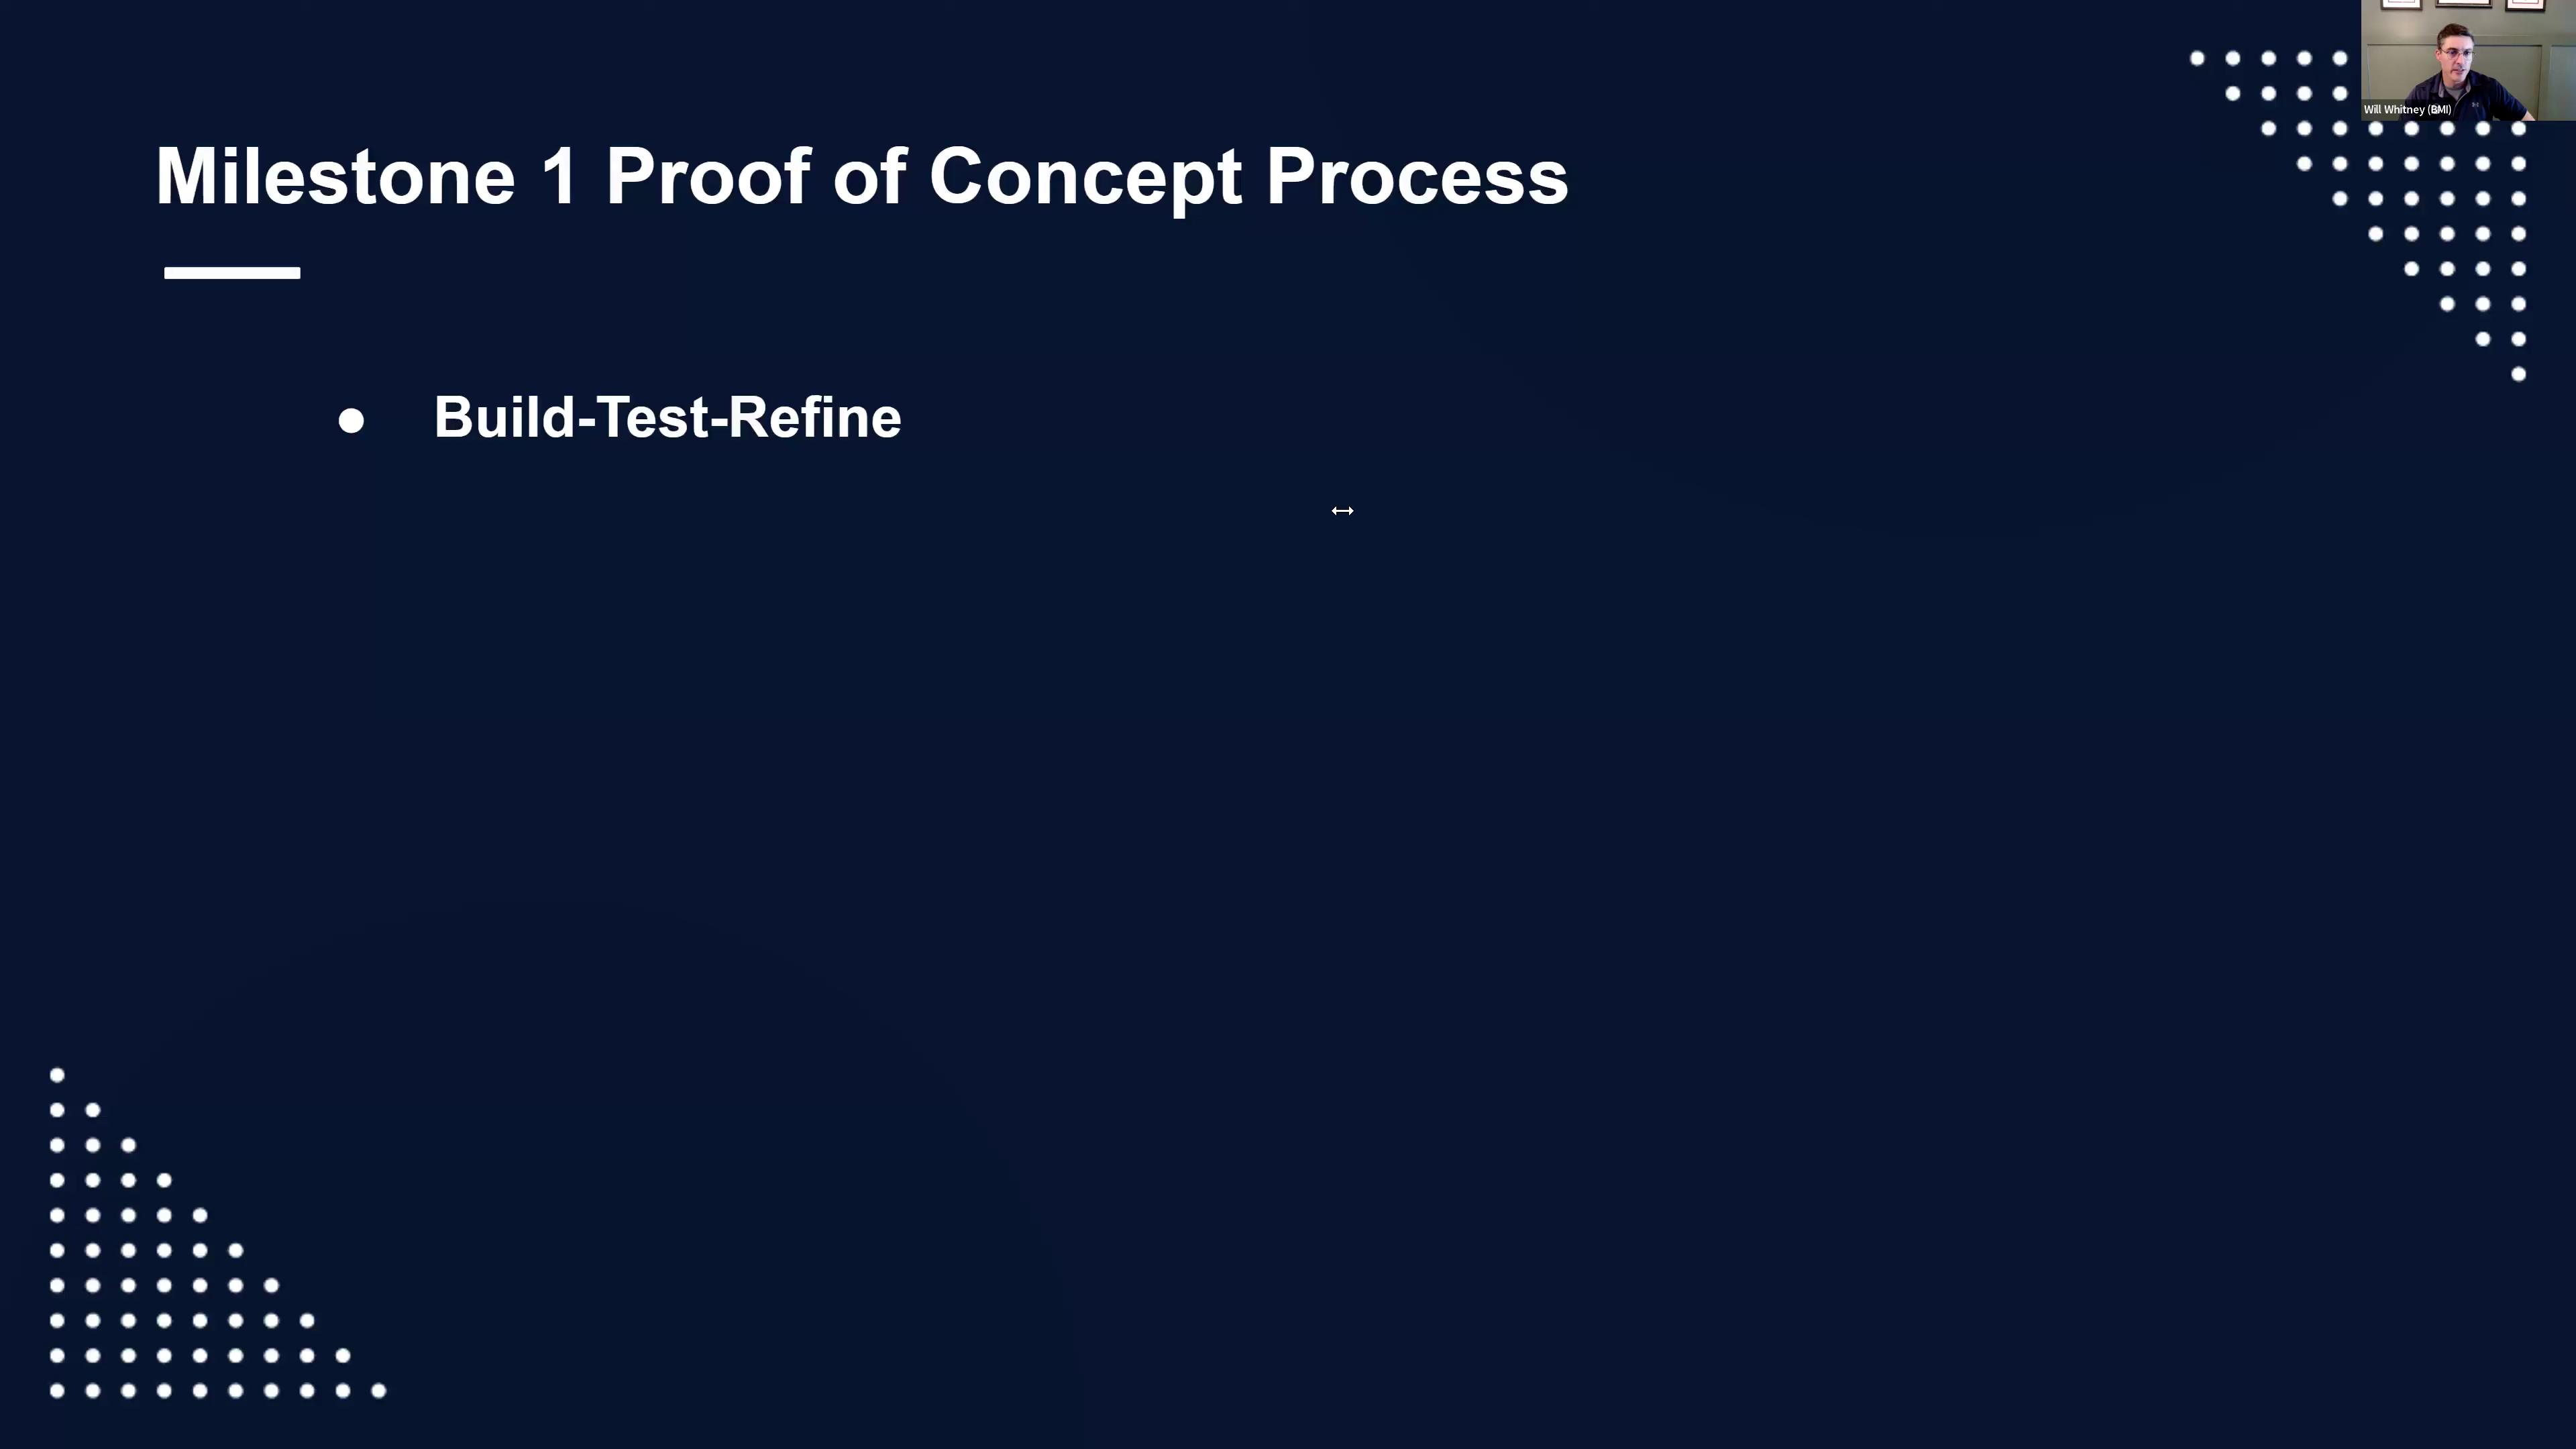 Milestone 1 Proof of Concept Process
● Build-Test-Refine
Will Whitney (BMI)